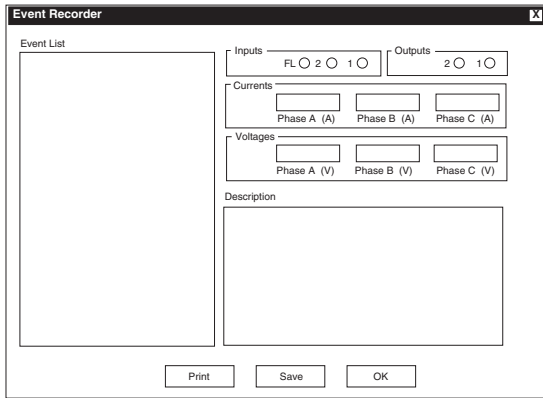 Event Recorder X
Event List
Inputs
FL 2 1
Outputs
2 1
Currents
Phase A (A) Phase B (A) Phase C (A)
Voltages
Phase A (V) Phase B (V) Phase C (V)
Description
Print Save OK